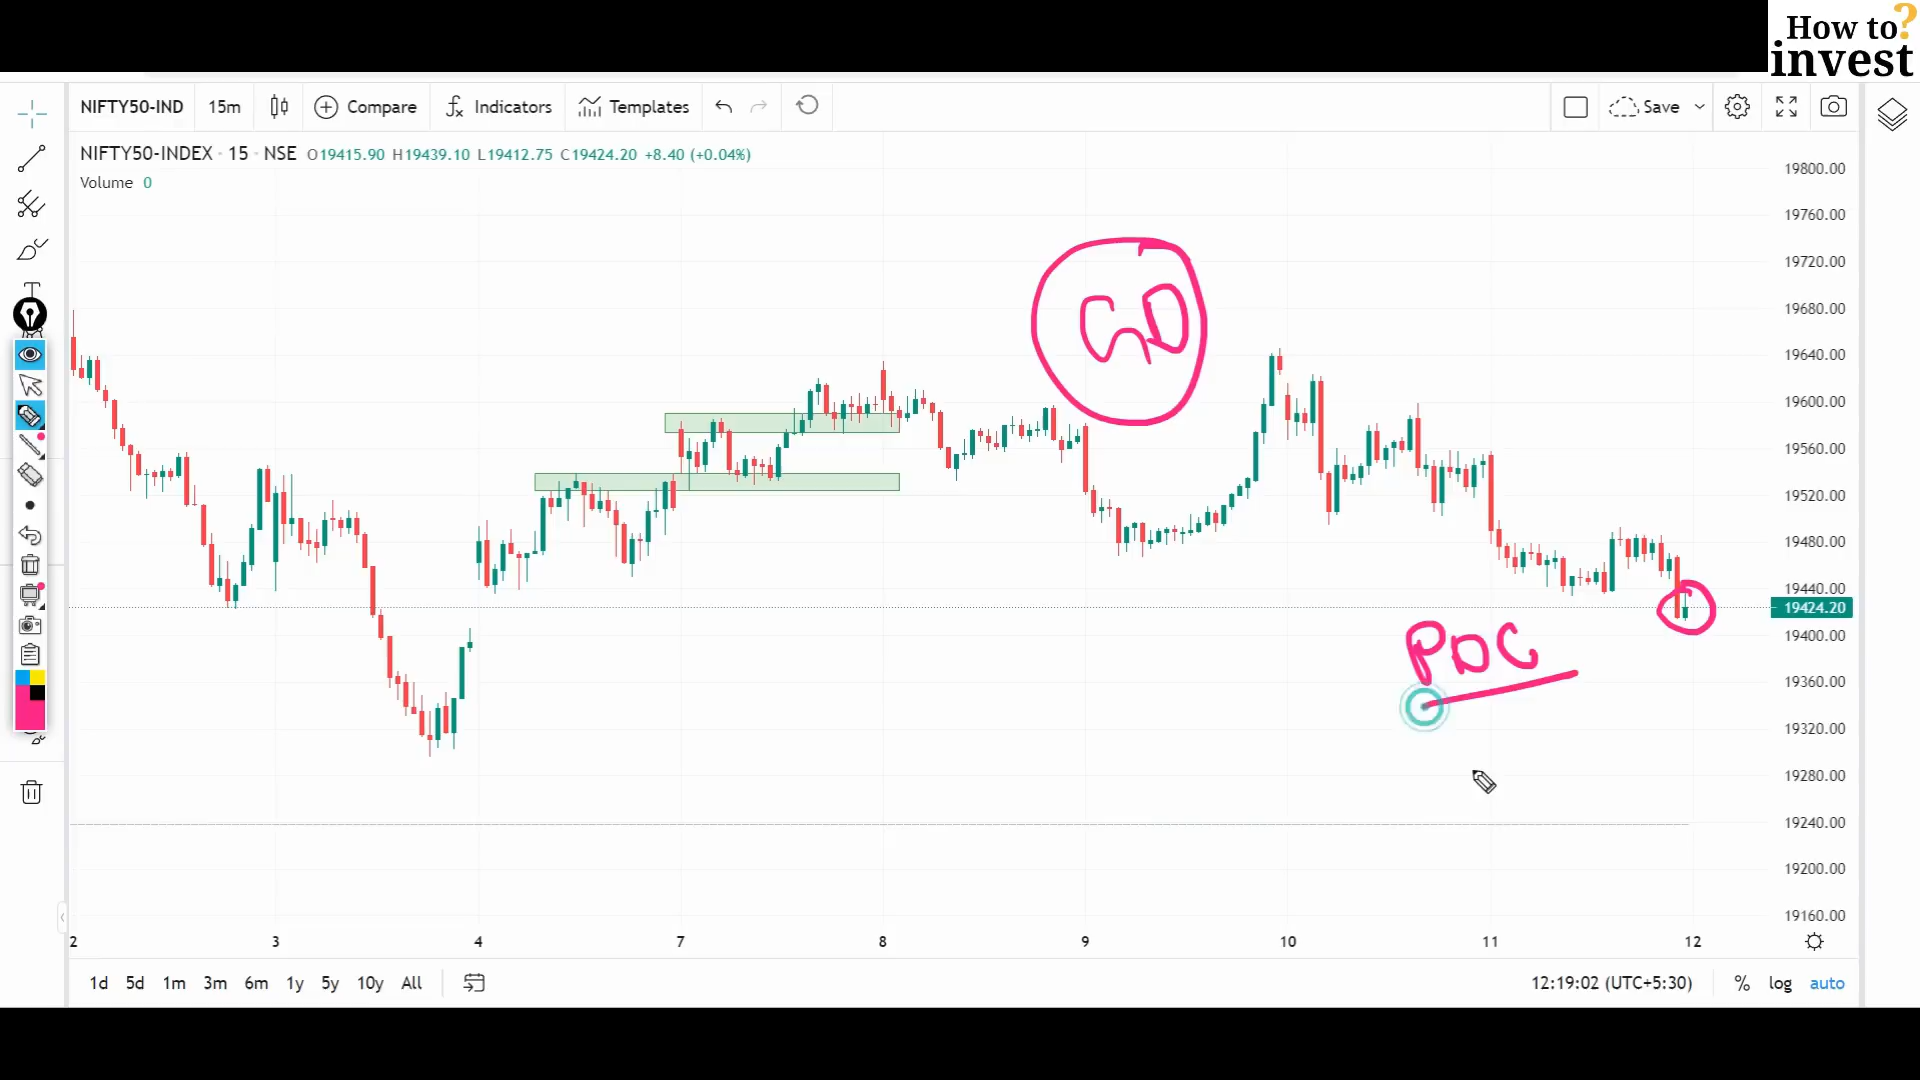 How to?
invest
NIFTY50-IND 15m Compare Indicators Templates Save
NIFTY50-INDEX · 15 · NSE O19415.90 H19439.10 L19412.75 C19424.20 +8.40 (+0.04%)
Volume 0
19800.00
19760.00
19720.00
GD
19680.00
19640.00
19600.00
19560.00
19520.00
19480.00
19440.00
19424.20
19400.00
PDC
19360.00
19320.00
19280.00
19240.00
19200.00
19160.00
2 3 4 7 8 9 10 11 12
1d 5d 1m 3m 6m 1y 5y 10y All 12:19:02 (UTC+5:30) % log auto